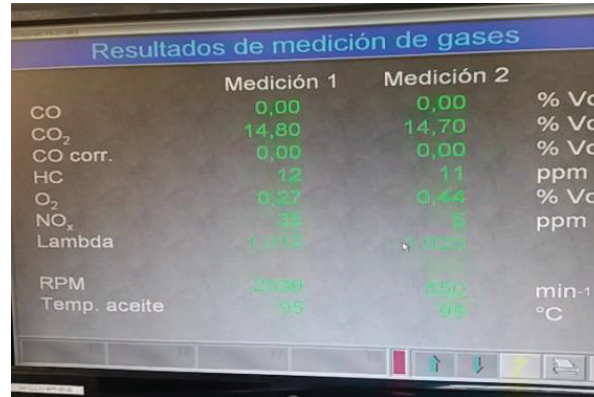 Resultados de medición de gases
Medición 1 Medición 2
CO 0,00 0,00 % Vo
CO₂ 14,80 14,70 % Vo
CO corr. 0,00 0,00 % Vo
HC 12 11 ppm
O₂ 0,27 0,44 % Vo
NOₓ 35 5 ppm
Lambda
RPM 850 min-1
Temp. aceite 95 95 °C
?